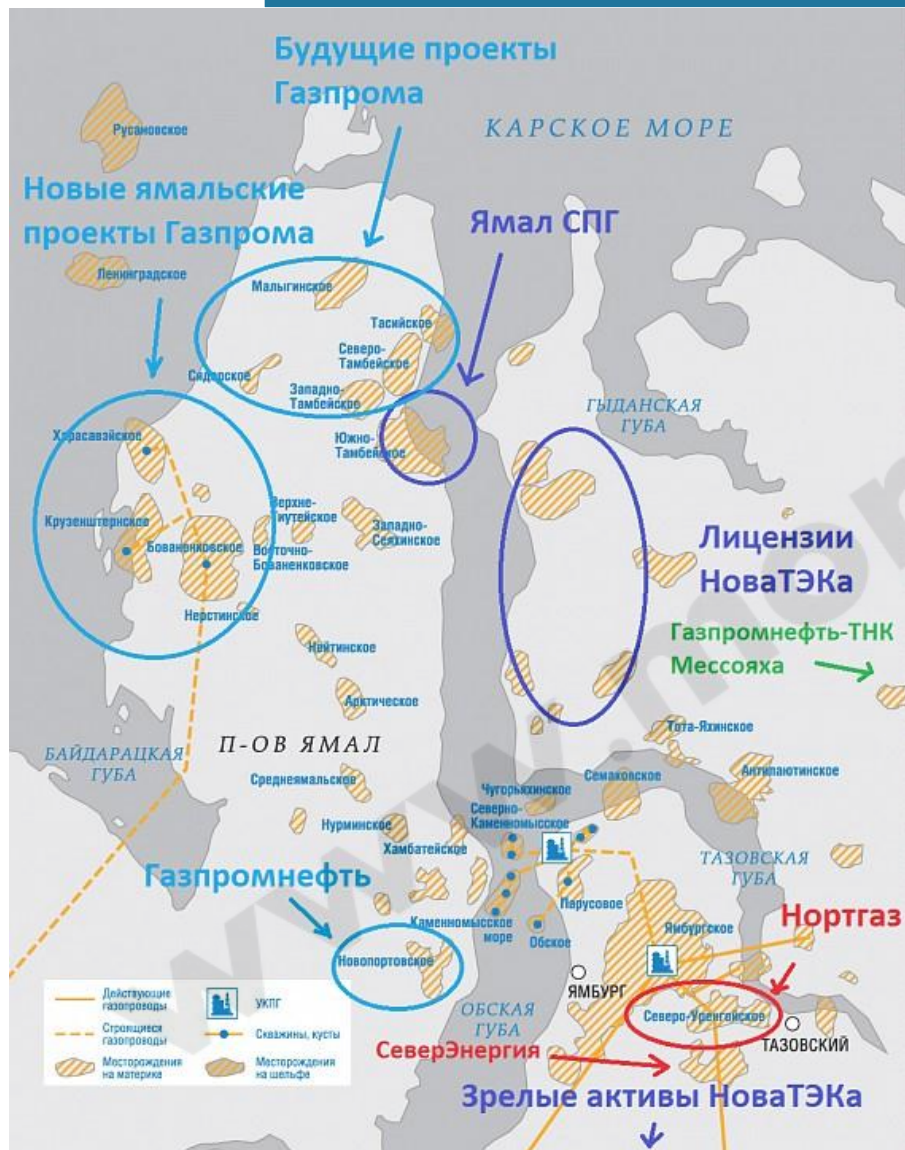 Будущие проекты
Газпрома
КАРСКОЕ МОРЕ
Русановское
Новые ямальские
проекты Газпрома
Ямал СПГ
Ленинградское
Малыгинское
Тасийское
Северо-
Тамбейское
Сядорское
Западно-
Тамбейское
ГЫДАНСКАЯ
ГУБА
Харасавэйское
Южно-
Тамбейское
Крузенштернское
Верхне-
Тиутейское
Западно-
Сеяхинское
Бованенковское
Восточно-
Бованенковское
Лицензии
НоваТЭКа
Нерстинское
Газпромнефть-ТНК
Мессояха
Нейтинское
Арктическое
П-ОВ ЯМАЛ
БАЙДАРАЦКАЯ
ГУБА
Тота-Яхинское
Среднеямальское
Чугорьяхинское
Семаковское
Антипаютинское
Северно-
Каменномысское
Нурминское
Хамбатейское
ТАЗОВСКАЯ
ГУБА
Газпромнефть
Парусовое
Каменномысское
море
Обское
Ямбургское
Нортгаз
Новопортовское
ЯМБУРГ
ОБСКАЯ
ГУБА
Северо-Уренгойское
ТАЗОВСКИЙ
СеверЭнергия
Зрелые активы НоваТЭКа
Действующие
газопроводы
УКПГ
Строящиеся
газопроводы
Скважины, кусты
Месторождения
на материке
Месторождения
на шельфе
www.mor